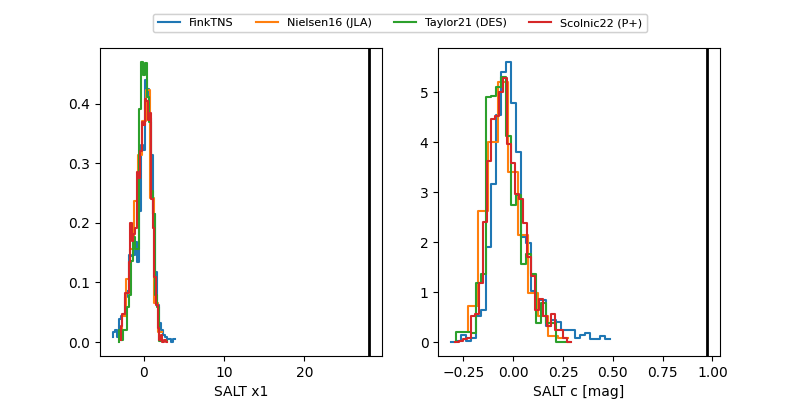 FinkTNS Nielsen16 (JLA) Taylor21 (DES) Scolnic22 (P+)
0.4
0.3
0.2
0.1
0.0
0 10 20
SALT x1
5
4
3
2
1
0
−0.25 0.00 0.25 0.50 0.75 1.00
SALT c [mag]